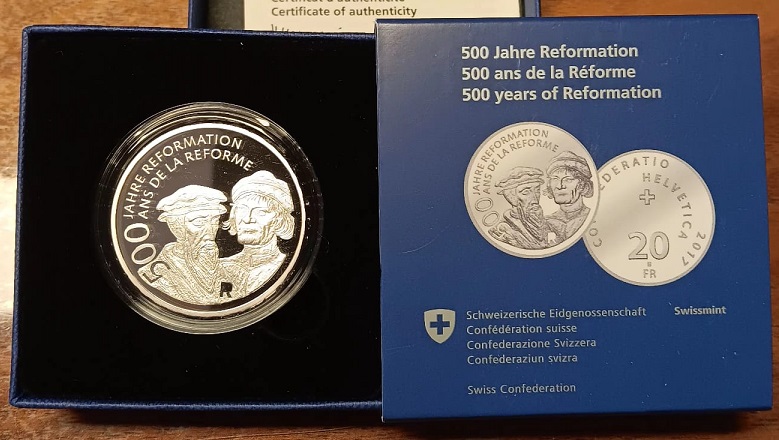 Certificat d'authenticité
Certificate of authenticity
500 JAHRE REFORMATION
ANS DE LA REFORME
R
500 Jahre Reformation
500 ans de la Réforme
500 years of Reformation
500 JAHRE REFORMATION
ANS DE LA REFORME
CONFOEDERATIO
HELVETICA 2017
20
B
FR
Schweizerische Eidgenossenschaft
Swissmint
Confédération suisse
Confederazione Svizzera
Confederaziun svizra
Swiss Confederation